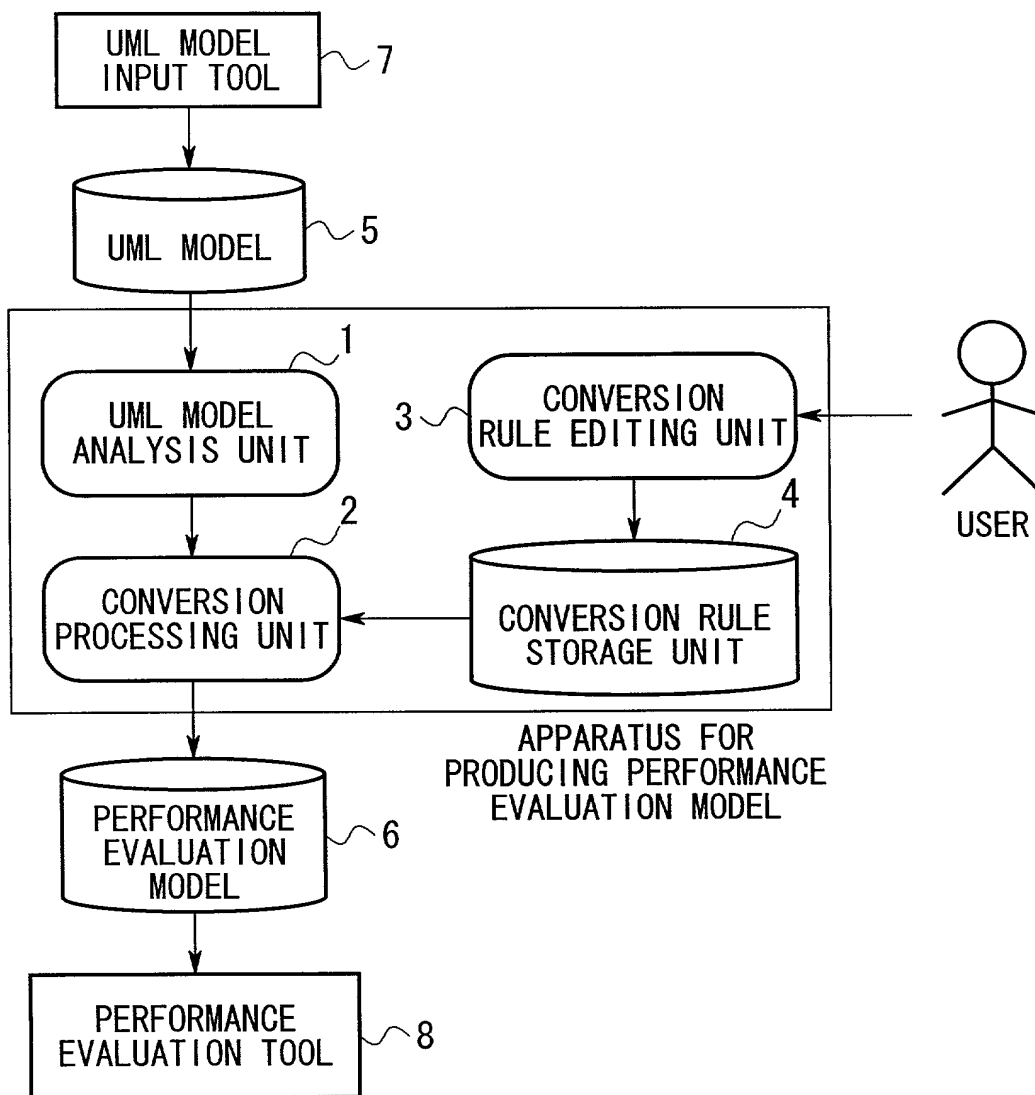 UML MODEL
INPUT TOOL
7
UML MODEL
5
1
UML MODEL
ANALYSIS UNIT
3
CONVERSION
RULE EDITING UNIT
USER
2
CONVERSION
PROCESSING UNIT
4
CONVERSION RULE
STORAGE UNIT
APPARATUS FOR
PRODUCING PERFORMANCE
EVALUATION MODEL
PERFORMANCE
EVALUATION
MODEL
6
PERFORMANCE
EVALUATION TOOL
8